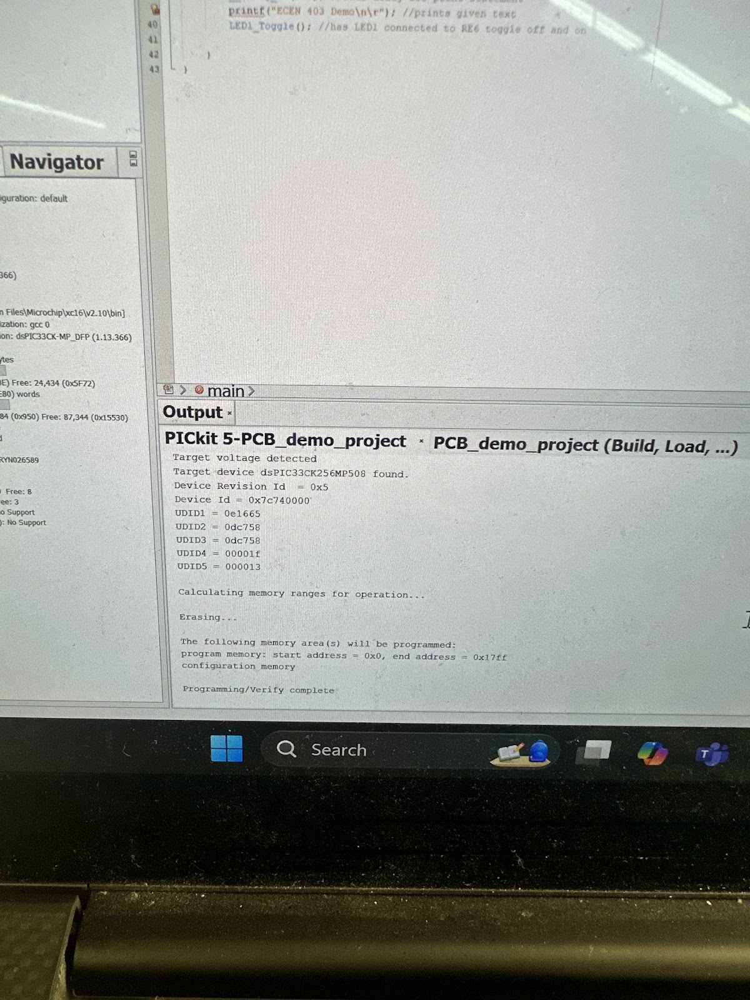 printf("ECEN 403 Demo\n\r"); //prints given text
40 LED1_Toggle(); //has LED1 connected to RE6 toggle off and on
41
42 }
43 }
Navigator
iguration: default
366)
n Files\Microchip\xc16\v2.10\bin]
ization: gcc 0
ion: dsPIC33CK-MP_DFP (1.13.366)
ytes
BE) Free: 24,434 (0x5F72)
E80) words
84 (0x950) Free: 87,344 (0x15530)
d
RYN026589
Free: 8
ee: 3
o Support
): No Support
main
Output ×
PICkit 5-PCB_demo_project × PCB_demo_project (Build, Load, ...)
Target voltage detected
Target device dsPIC33CK256MP508 found.
Device Revision Id = 0x5
Device Id = 0x7c740000
UDID1 = 0e1665
UDID2 = 0dc758
UDID3 = 0dc758
UDID4 = 00001f
UDID5 = 000013
Calculating memory ranges for operation...
Erasing...
The following memory area(s) will be programmed:
program memory: start address = 0x0, end address = 0x17ff
configuration memory
Programming/Verify complete
Search
T